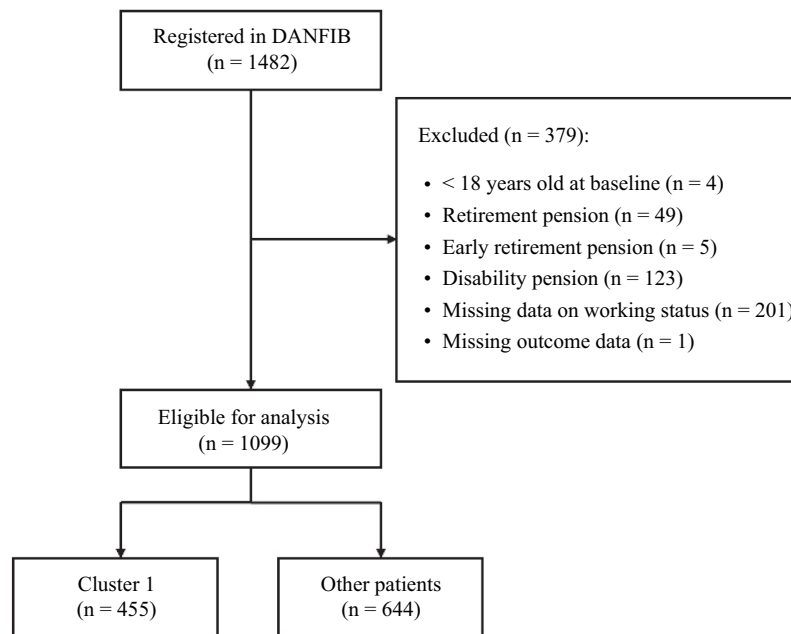 Registered in DANFIB
(n = 1482)
Excluded (n = 379):
• < 18 years old at baseline (n = 4)
• Retirement pension (n = 49)
• Early retirement pension (n = 5)
• Disability pension (n = 123)
• Missing data on working status (n = 201)
• Missing outcome data (n = 1)
Eligible for analysis
(n = 1099)
Cluster 1
(n = 455)
Other patients
(n = 644)